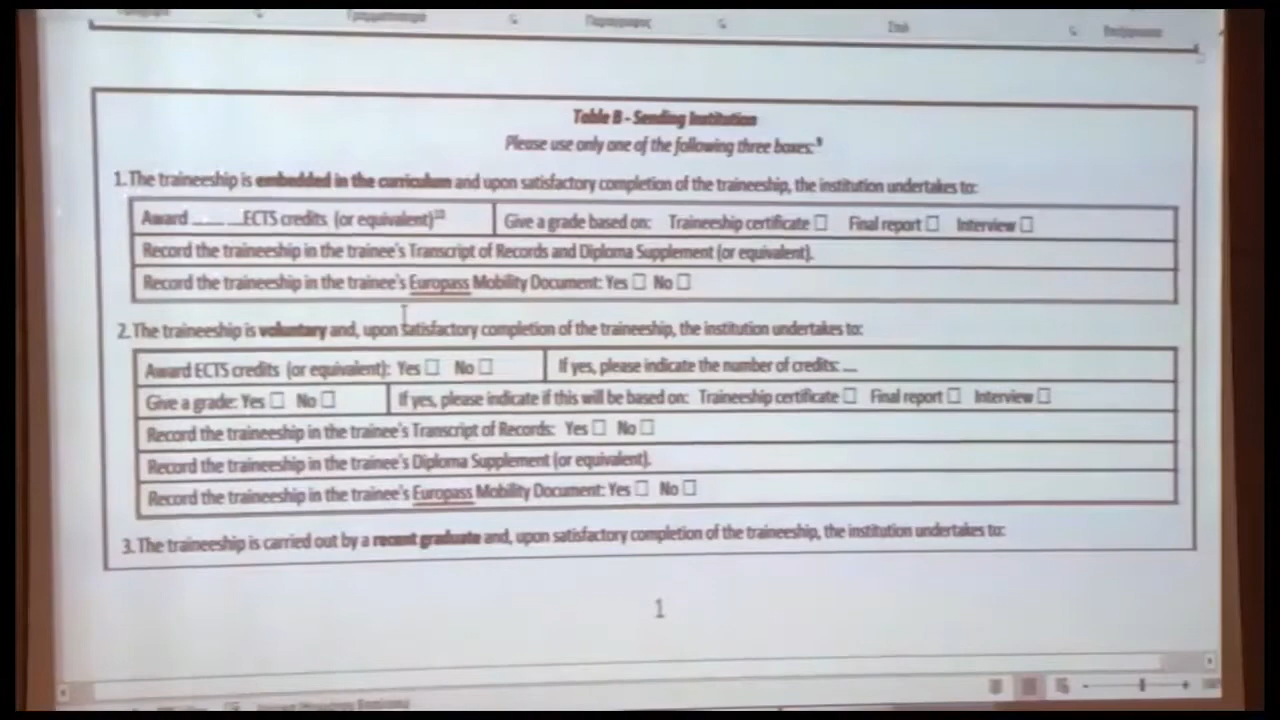 Παράγραφος
Στυλ
Επεξεργασία
Table B - Sending Institution
Please use only one of the following three boxes:9
1. The traineeship is embedded in the curriculum and upon satisfactory completion of the traineeship, the institution undertakes to:
Award ...... ...ECTS credits (or equivalent)10 Give a grade based on: Traineeship certificate ☐ Final report ☐ Interview ☐
Record the traineeship in the trainee's Transcript of Records and Diploma Supplement (or equivalent).
Record the traineeship in the trainee's Europass Mobility Document: Yes ☐ No ☐
2. The traineeship is voluntary and, upon satisfactory completion of the traineeship, the institution undertakes to:
Award ECTS credits (or equivalent): Yes ☐ No ☐ If yes, please indicate the number of credits: ....
Give a grade: Yes ☐ No ☐ If yes, please indicate if this will be based on: Traineeship certificate ☐ Final report ☐ Interview ☐
Record the traineeship in the trainee's Transcript of Records: Yes ☐ No ☐
Record the traineeship in the trainee's Diploma Supplement (or equivalent).
Record the traineeship in the trainee's Europass Mobility Document: Yes ☐ No ☐
3. The traineeship is carried out by a recent graduate and, upon satisfactory completion of the traineeship, the institution undertakes to:
1